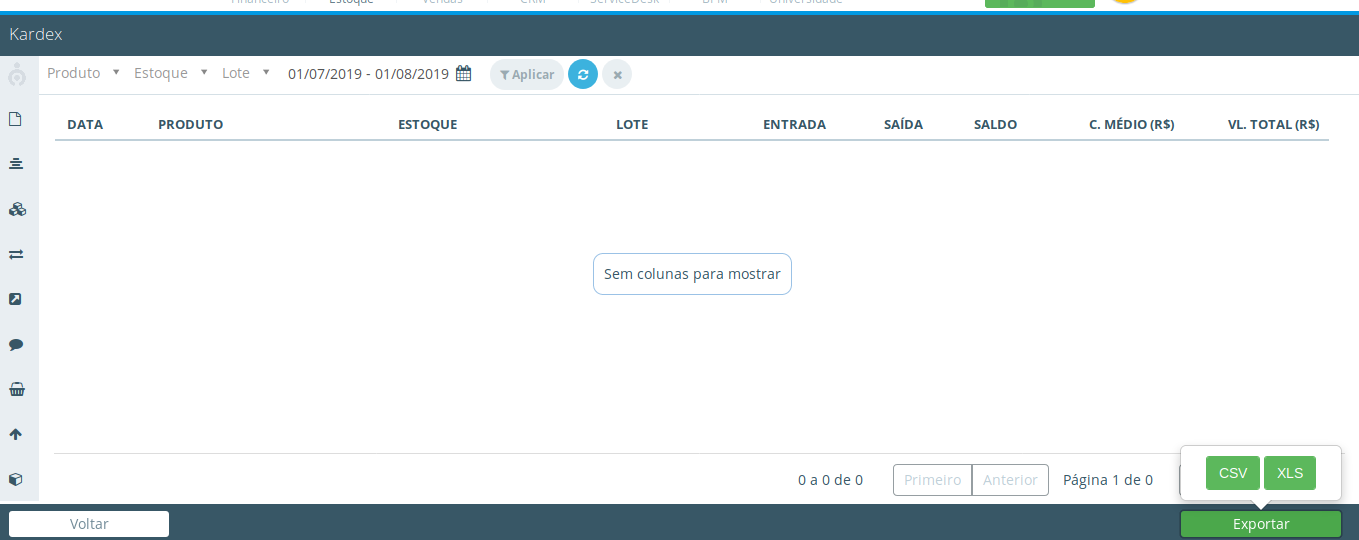 Financeiro Estoque Vendas CRM ServiceDesk BPM Universidade
Kardex
Produto Estoque Lote 01/07/2019 - 01/08/2019 Aplicar
DATA PRODUTO ESTOQUE LOTE ENTRADA SAÍDA SALDO C. MÉDIO (R$) VL. TOTAL (R$)
Sem colunas para mostrar
0 a 0 de 0 Primeiro Anterior Página 1 de 0
CSV XLS
Voltar Exportar